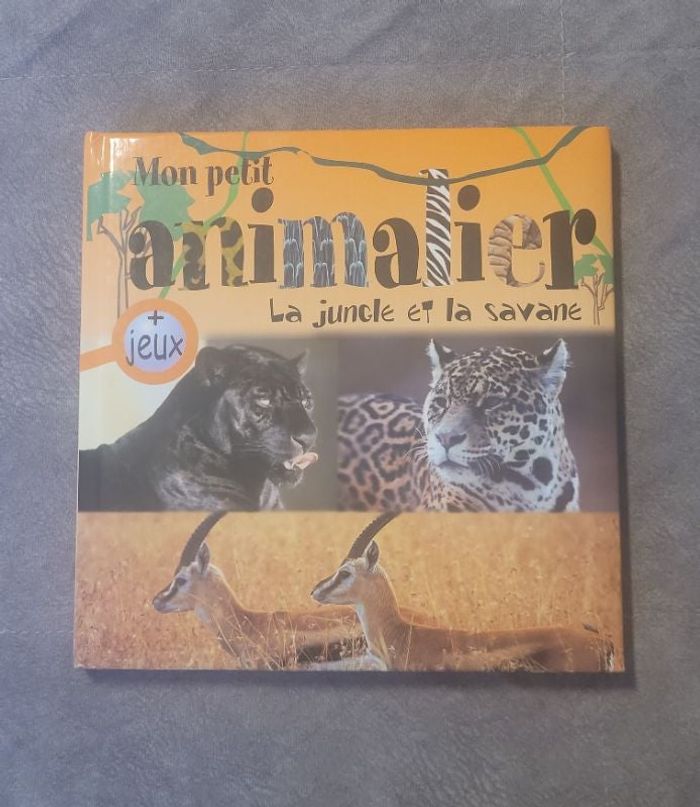 Mon petit
animalier
La jungle et la savane
+
jeux